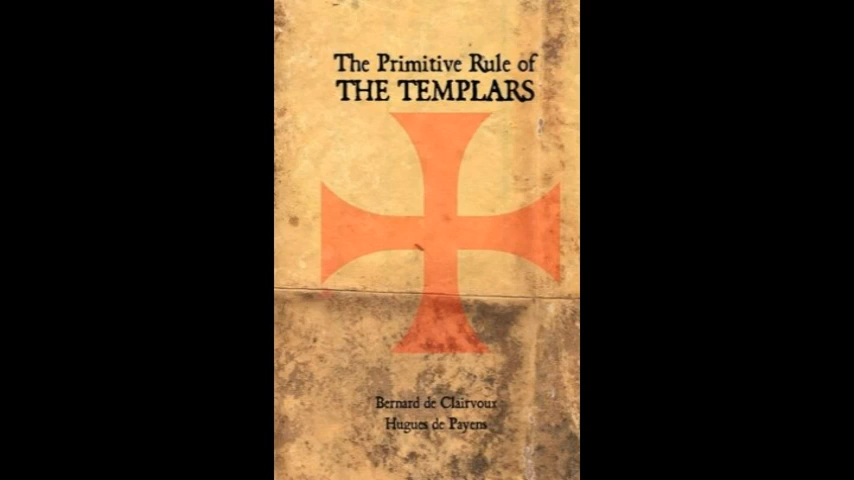 The Primitive Rule of
THE TEMPLARS
Bernard de Clairvoux
Hugues de Payens